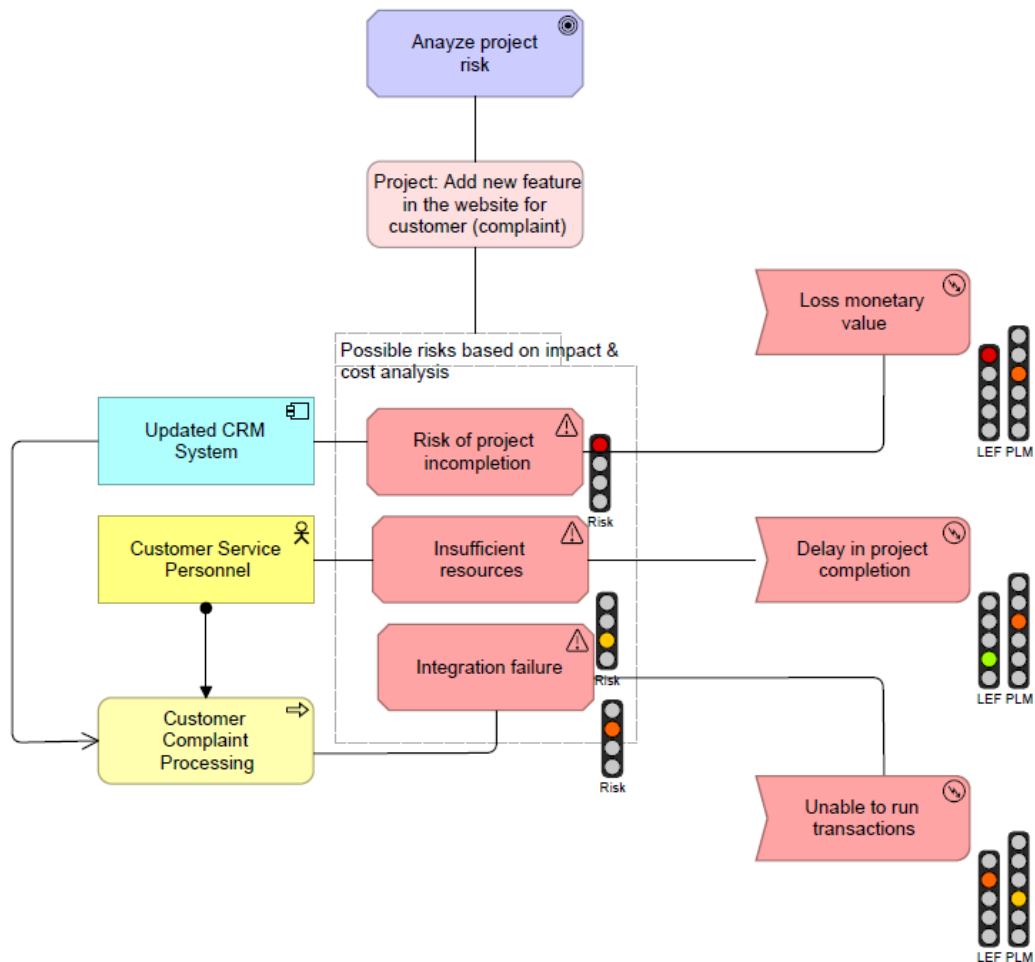 Anayze project
risk
Project: Add new feature
in the website for
customer (complaint)
Possible risks based on impact &
cost analysis
Loss monetary
value
LEF PLM
Updated CRM
System
Risk of project
incompletion
Risk
Customer Service
Personnel
Insufficient
resources
Risk
Delay in project
completion
LEF PLM
Integration failure
Risk
Customer
Complaint
Processing
Unable to run
transactions
LEF PLM